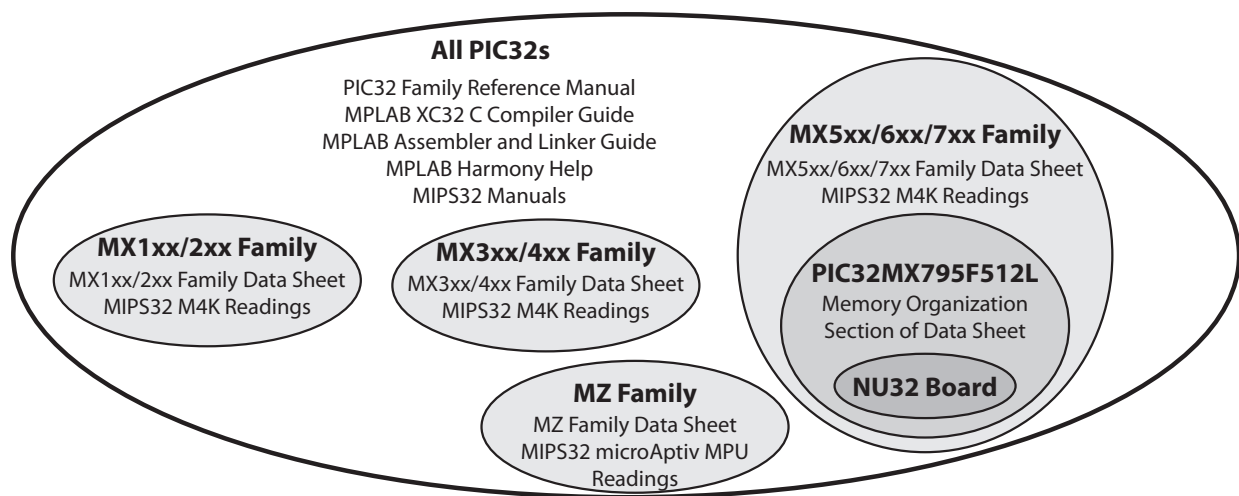 All PIC32s
PIC32 Family Reference Manual
MPLAB XC32 C Compiler Guide
MPLAB Assembler and Linker Guide
MPLAB Harmony Help
MIPS32 Manuals
MX1xx/2xx Family
MX1xx/2xx Family Data Sheet
MIPS32 M4K Readings
MX3xx/4xx Family
MX3xx/4xx Family Data Sheet
MIPS32 M4K Readings
MZ Family
MZ Family Data Sheet
MIPS32 microAptiv MPU
Readings
MX5xx/6xx/7xx Family
MX5xx/6xx/7xx Family Data Sheet
MIPS32 M4K Readings
PIC32MX795F512L
Memory Organization
Section of Data Sheet
NU32 Board